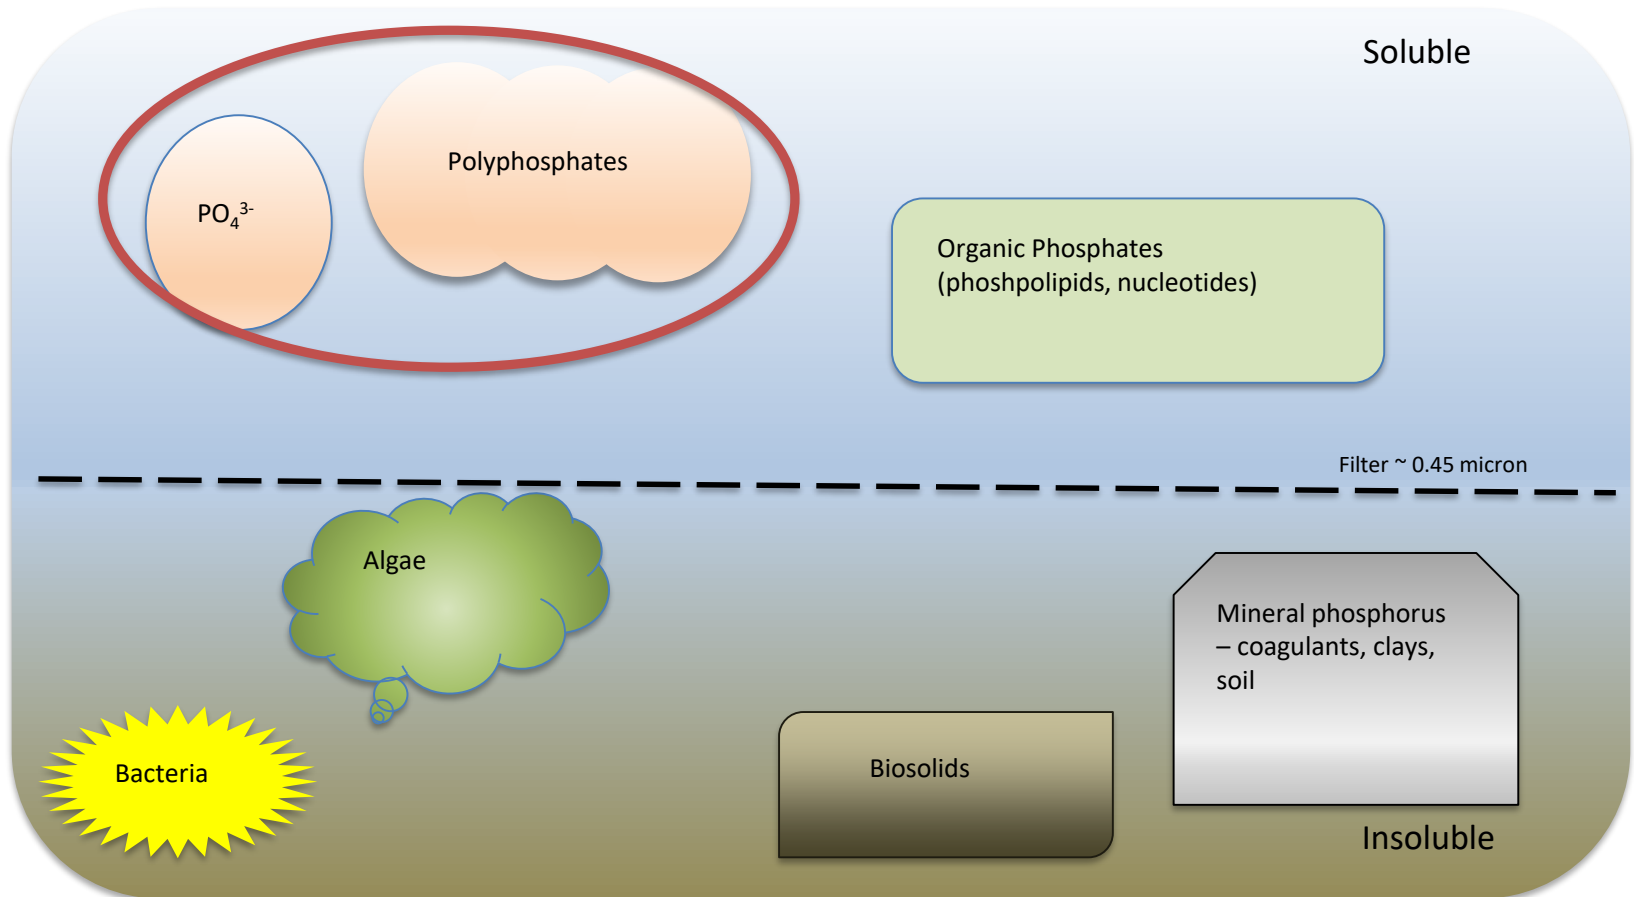 Soluble
Polyphosphates
PO₄³⁻
Organic Phosphates
(phoshpolipids, nucleotides)
Filter ~ 0.45 micron
Algae
Mineral phosphorus
– coagulants, clays,
soil
Bacteria
Biosolids
Insoluble